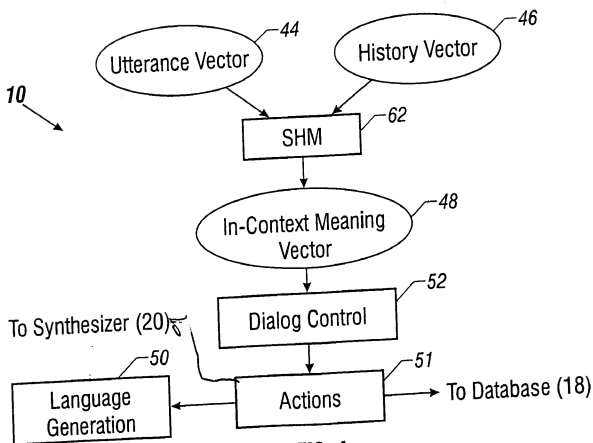 44
46
Utterance Vector
History Vector
10
SHM
62
In-Context Meaning
Vector
48
52
Dialog Control
To Synthesizer (20)
50
51
Language
Generation
Actions
To Database (18)